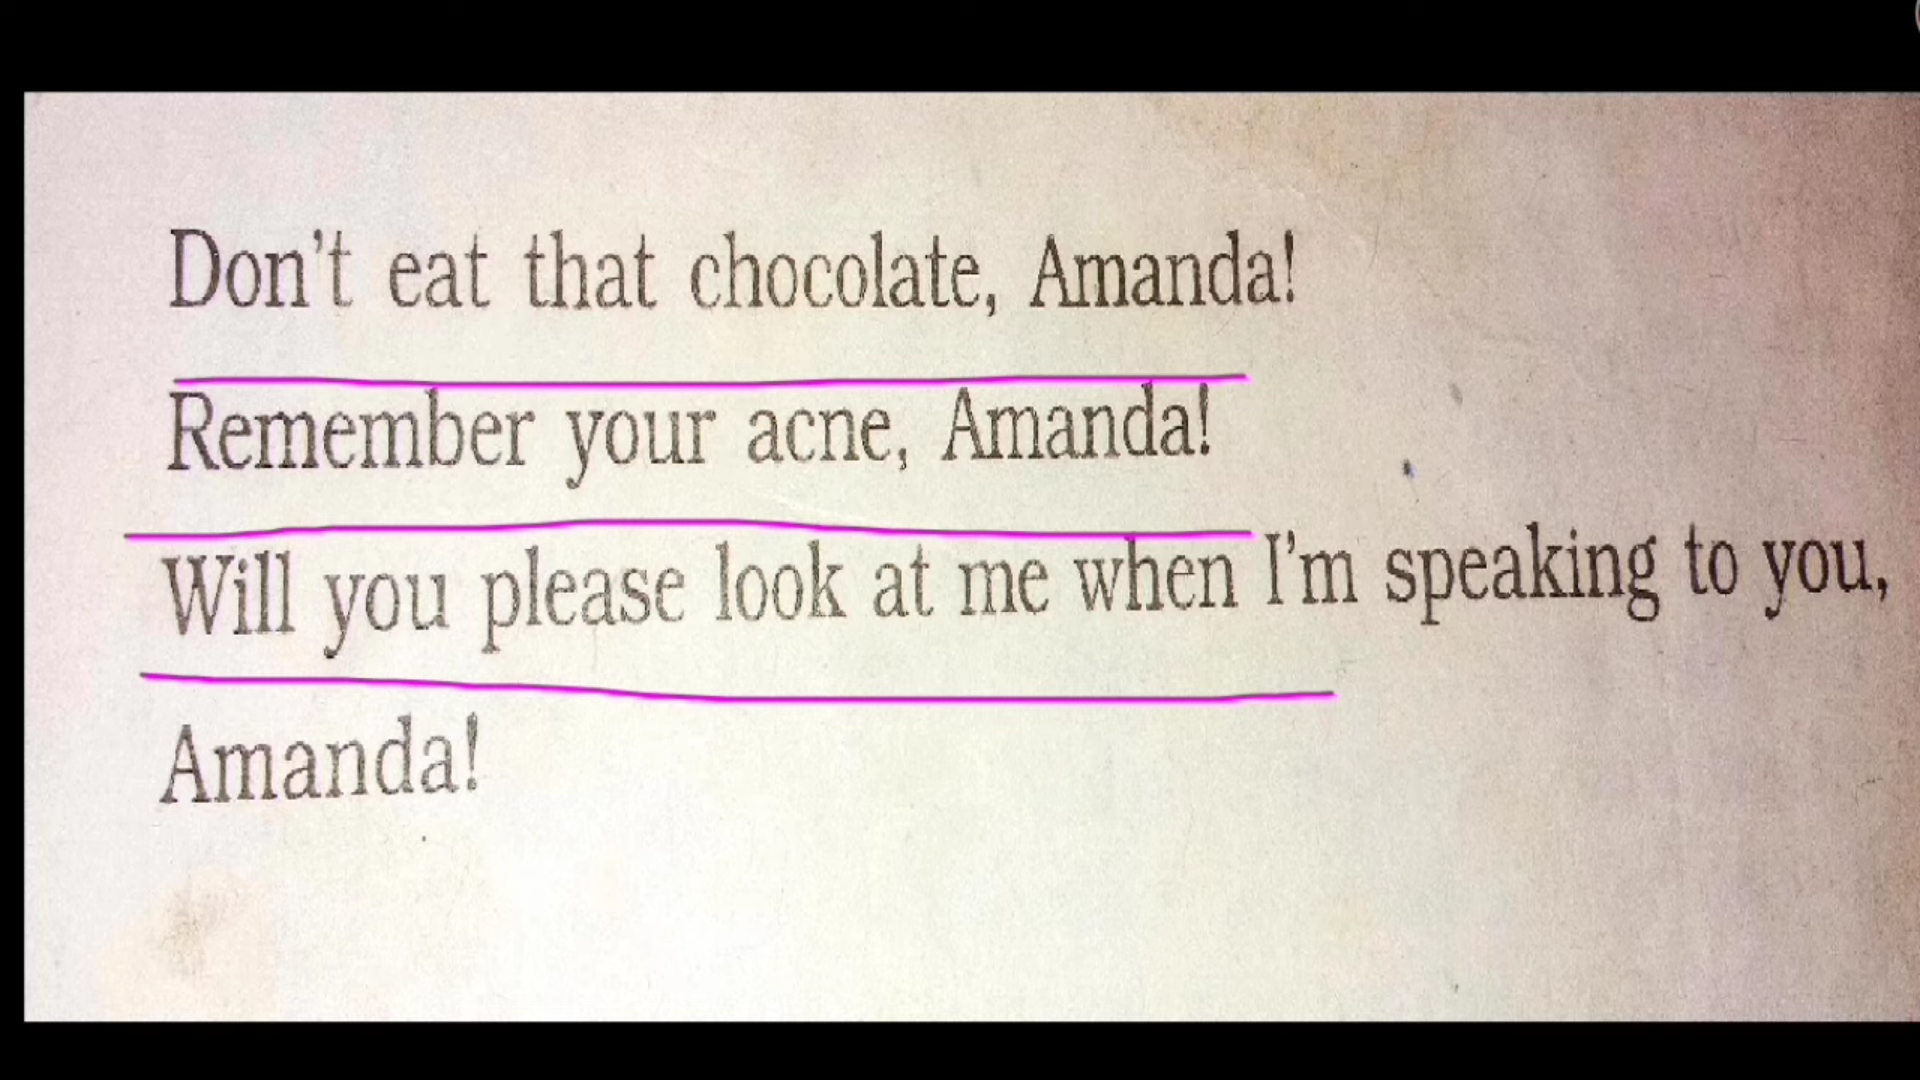 Don't eat that chocolate, Amanda!
Remember your acne, Amanda!
Will you please look at me when I'm speaking to you,
Amanda!